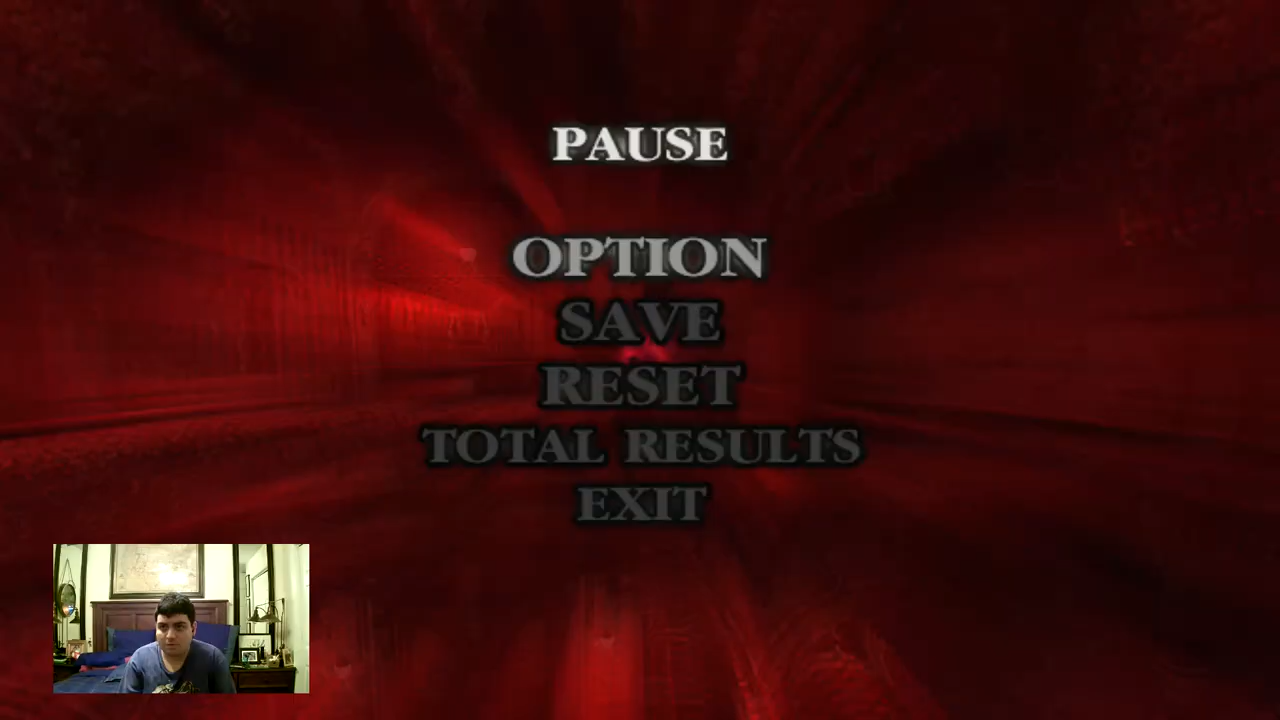 PAUSE
OPTION
SAVE
RESET
TOTAL RESULTS
EXIT